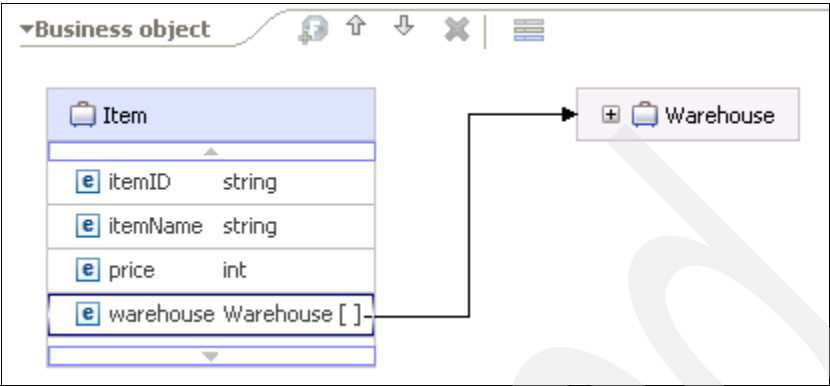 Business object
Item
Warehouse
itemID string
itemName string
price int
warehouse Warehouse [ ]